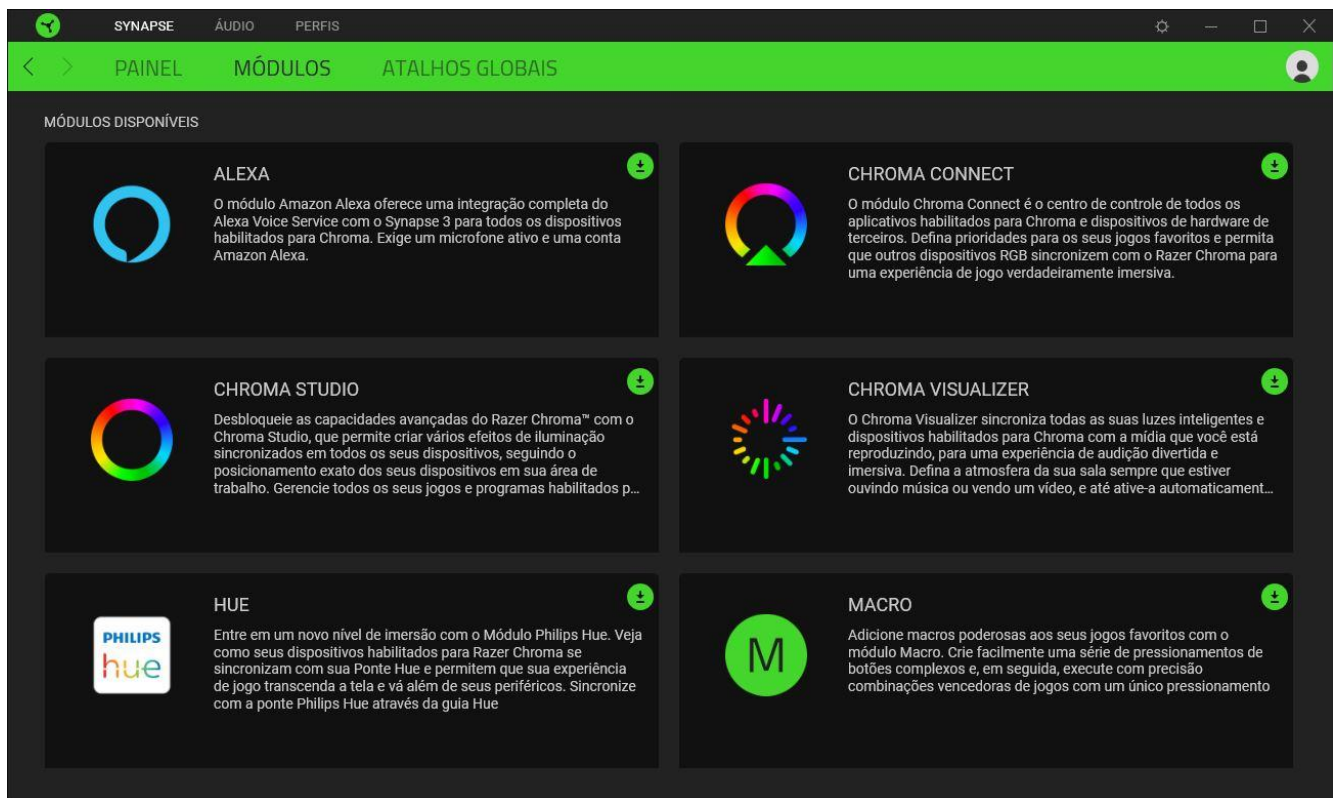 SYNAPSE ÁUDIO PERFIS
PAINEL MÓDULOS ATALHOS GLOBAIS
MÓDULOS DISPONÍVEIS
ALEXA
O módulo Amazon Alexa oferece uma integração completa do
Alexa Voice Service com o Synapse 3 para todos os dispositivos
habilitados para Chroma. Exige um microfone ativo e uma conta
Amazon Alexa.
CHROMA CONNECT
O módulo Chroma Connect é o centro de controle de todos os
aplicativos habilitados para Chroma e dispositivos de hardware de
terceiros. Defina prioridades para os seus jogos favoritos e permita
que outros dispositivos RGB sincronizem com o Razer Chroma para
uma experiência de jogo verdadeiramente imersiva.
CHROMA STUDIO
Desbloqueie as capacidades avançadas do Razer Chroma™ com o
Chroma Studio, que permite criar vários efeitos de iluminação
sincronizados em todos os seus dispositivos, seguindo o
posicionamento exato dos seus dispositivos em sua área de
trabalho. Gerencie todos os seus jogos e programas habilitados p...
CHROMA VISUALIZER
O Chroma Visualizer sincroniza todas as suas luzes inteligentes e
dispositivos habilitados para Chroma com a mídia que você está
reproduzindo, para uma experiência de audição divertida e
imersiva. Defina a atmosfera da sua sala sempre que estiver
ouvindo música ou vendo um vídeo, e até ative-a automaticament...
PHILIPS
hue
HUE
Entre em um novo nível de imersão com o Módulo Philips Hue. Veja
como seus dispositivos habilitados para Razer Chroma se
sincronizam com sua Ponte Hue e permitem que sua experiência
de jogo transcenda a tela e vá além de seus periféricos. Sincronize
com a ponte Philips Hue através da guia Hue
M
MACRO
Adicione macros poderosas aos seus jogos favoritos com o
módulo Macro. Crie facilmente uma série de pressionamentos de
botões complexos e, em seguida, execute com precisão
combinações vencedoras de jogos com um único pressionamento